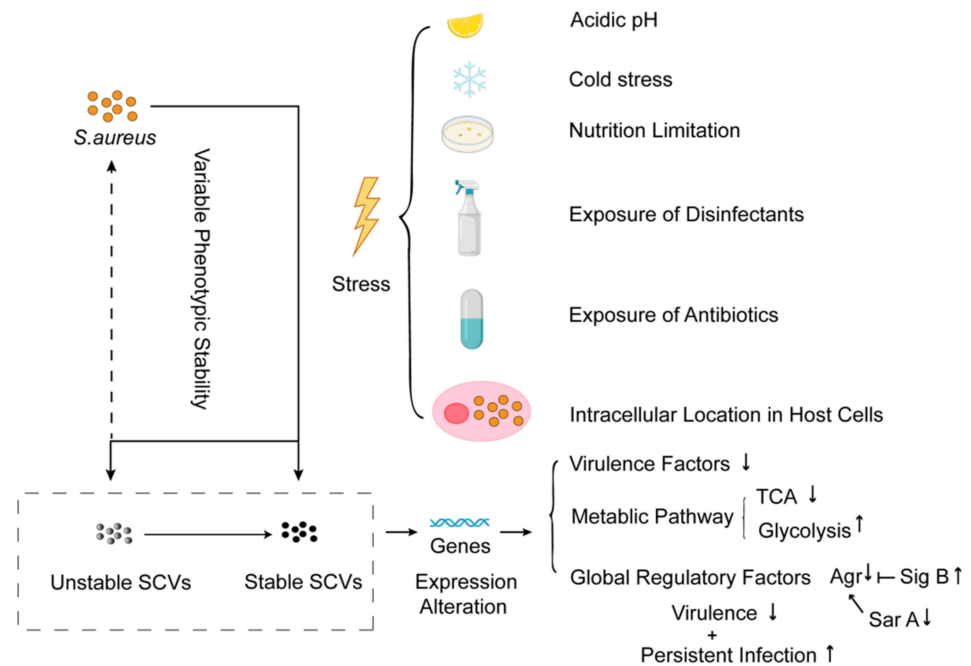 Acidic pH
Cold stress
S.aureus
Nutrition Limitation
Variable Phenotypic Stability
Exposure of Disinfectants
Stress
Exposure of Antibiotics
Intracellular Location in Host Cells
Virulence Factors ↓
TCA ↓
Metablic Pathway
Glycolysis ↑
Genes
Unstable SCVs
Stable SCVs
Expression
Alteration
Global Regulatory Factors Agr↓ ⊢ Sig B↑
Virulence ↓
Sar A↓
+
Persistent Infection ↑